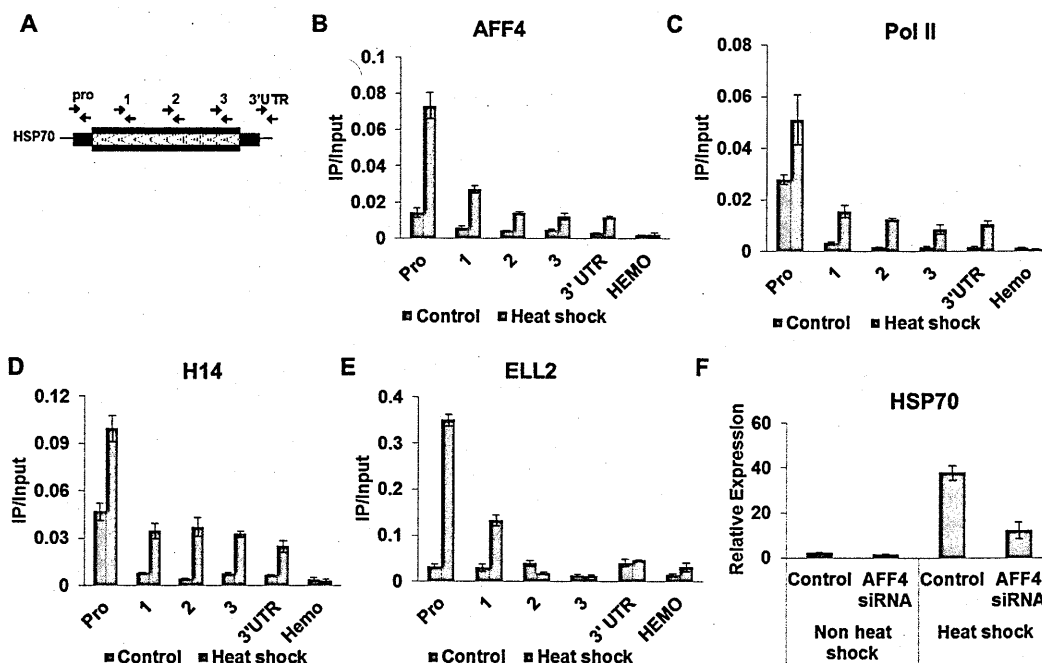 A
pro 1 2 3 3'UTR
HSP70
B
AFF4
IP/Input
0.1
0.08
0.06
0.04
0.02
0
Pro 1 2 3 3' UTR HEMO
Control Heat shock
C
Pol II
IP/Input
0.08
0.06
0.04
0.02
0
Pro 1 2 3 3'UTR Hemo
Control Heat shock
D
H14
IP/Input
0.12
0.09
0.06
0.03
0
Pro 1 2 3 3'UTR Hemo
Control Heat shock
E
ELL2
IP/Input
0.4
0.3
0.2
0.1
0
Pro 1 2 3 3' UTR HEMO
Control Heat shock
F
HSP70
Relative Expression
60
40
20
0
Control AFF4 Control AFF4
siRNA siRNA
Non heat Heat shock
shock